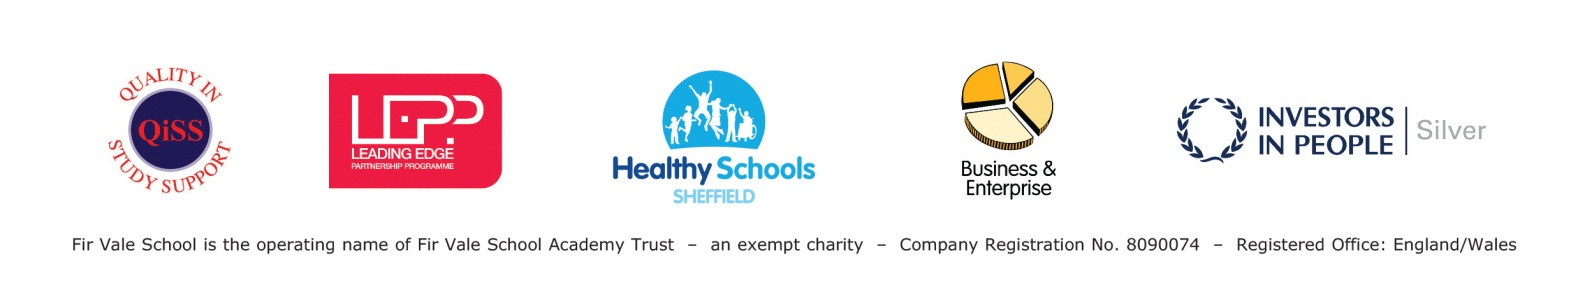 QUALITY IN
QiSS
STUDY SUPPORT
LEPP
LEADING EDGE
PARTNERSHIP PROGRAMME
Healthy Schools
SHEFFIELD
Business &
Enterprise
INVESTORS
IN PEOPLE
Silver
Fir Vale School is the operating name of Fir Vale School Academy Trust – an exempt charity – Company Registration No. 8090074 – Registered Office: England/Wales